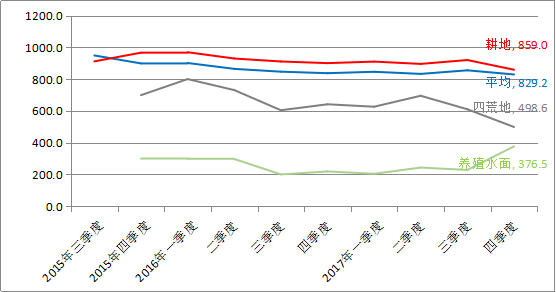 1200.0
1000.0
800.0
600.0
400.0
200.0
0.0
耕地, 859.0
平均, 829.2
四荒地, 498.6
养殖水面, 376.5
2015年三季度
2015年四季度
2016年一季度
二季度
三季度
四季度
2017年一季度
二季度
三季度
四季度